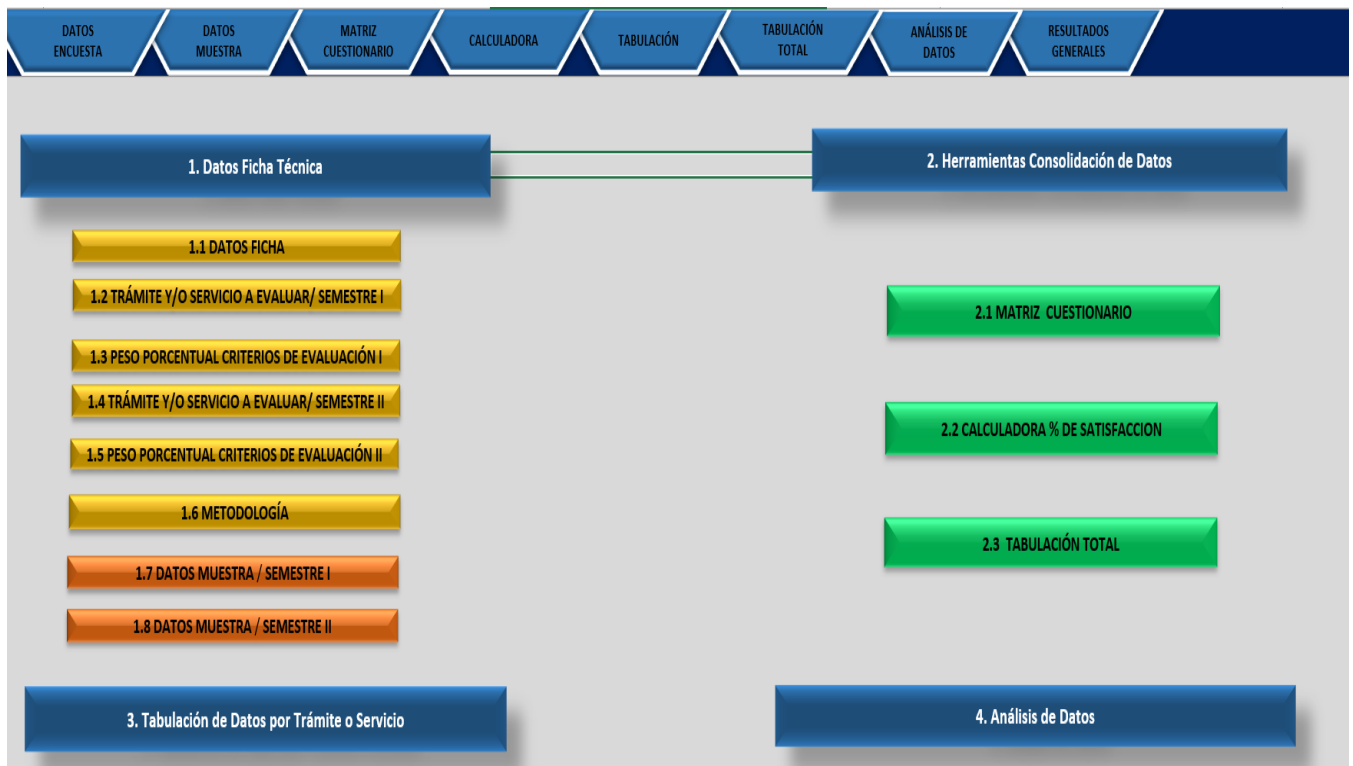 DATOS
ENCUESTA
DATOS
MUESTRA
MATRIZ
CUESTIONARIO
CALCULADORA
TABULACIÓN
TABULACIÓN
TOTAL
ANÁLISIS DE
DATOS
RESULTADOS
GENERALES
1. Datos Ficha Técnica
2. Herramientas Consolidación de Datos
1.1 DATOS FICHA
1.2 TRÁMITE Y/O SERVICIO A EVALUAR/ SEMESTRE I
1.3 PESO PORCENTUAL CRITERIOS DE EVALUACIÓN I
1.4 TRÁMITE Y/O SERVICIO A EVALUAR/ SEMESTRE II
1.5 PESO PORCENTUAL CRITERIOS DE EVALUACIÓN II
1.6 METODOLOGÍA
1.7 DATOS MUESTRA / SEMESTRE I
1.8 DATOS MUESTRA / SEMESTRE II
2.1 MATRIZ CUESTIONARIO
2.2 CALCULADORA % DE SATISFACCION
2.3 TABULACIÓN TOTAL
3. Tabulación de Datos por Trámite o Servicio
4. Análisis de Datos